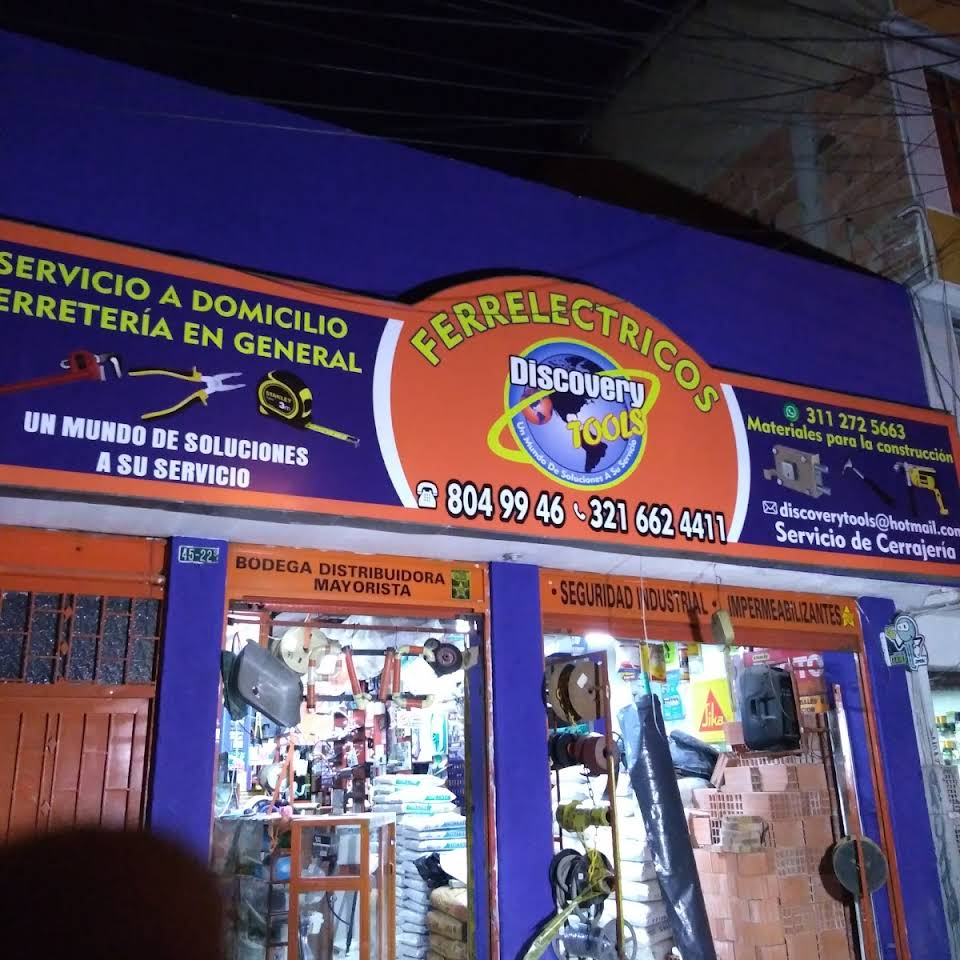 SERVICIO A DOMICILIO
ERRETERÍA EN GENERAL
STANLEY
3m
UN MUNDO DE SOLUCIONES
A SU SERVICIO
FERRELECTRICOS
Discovery
TOOLS
Un Mundo De Soluciones A Su Servicio
804 99 46 321 662 4411
311 272 5663
Materiales para la construcción
discoverytools@hotmail.com
Servicio de Cerrajería
45-22
BODEGA DISTRIBUIDORA
MAYORISTA
• SEGURIDAD INDUSTRIAL • IMPERMEABILIZANTES
Sika